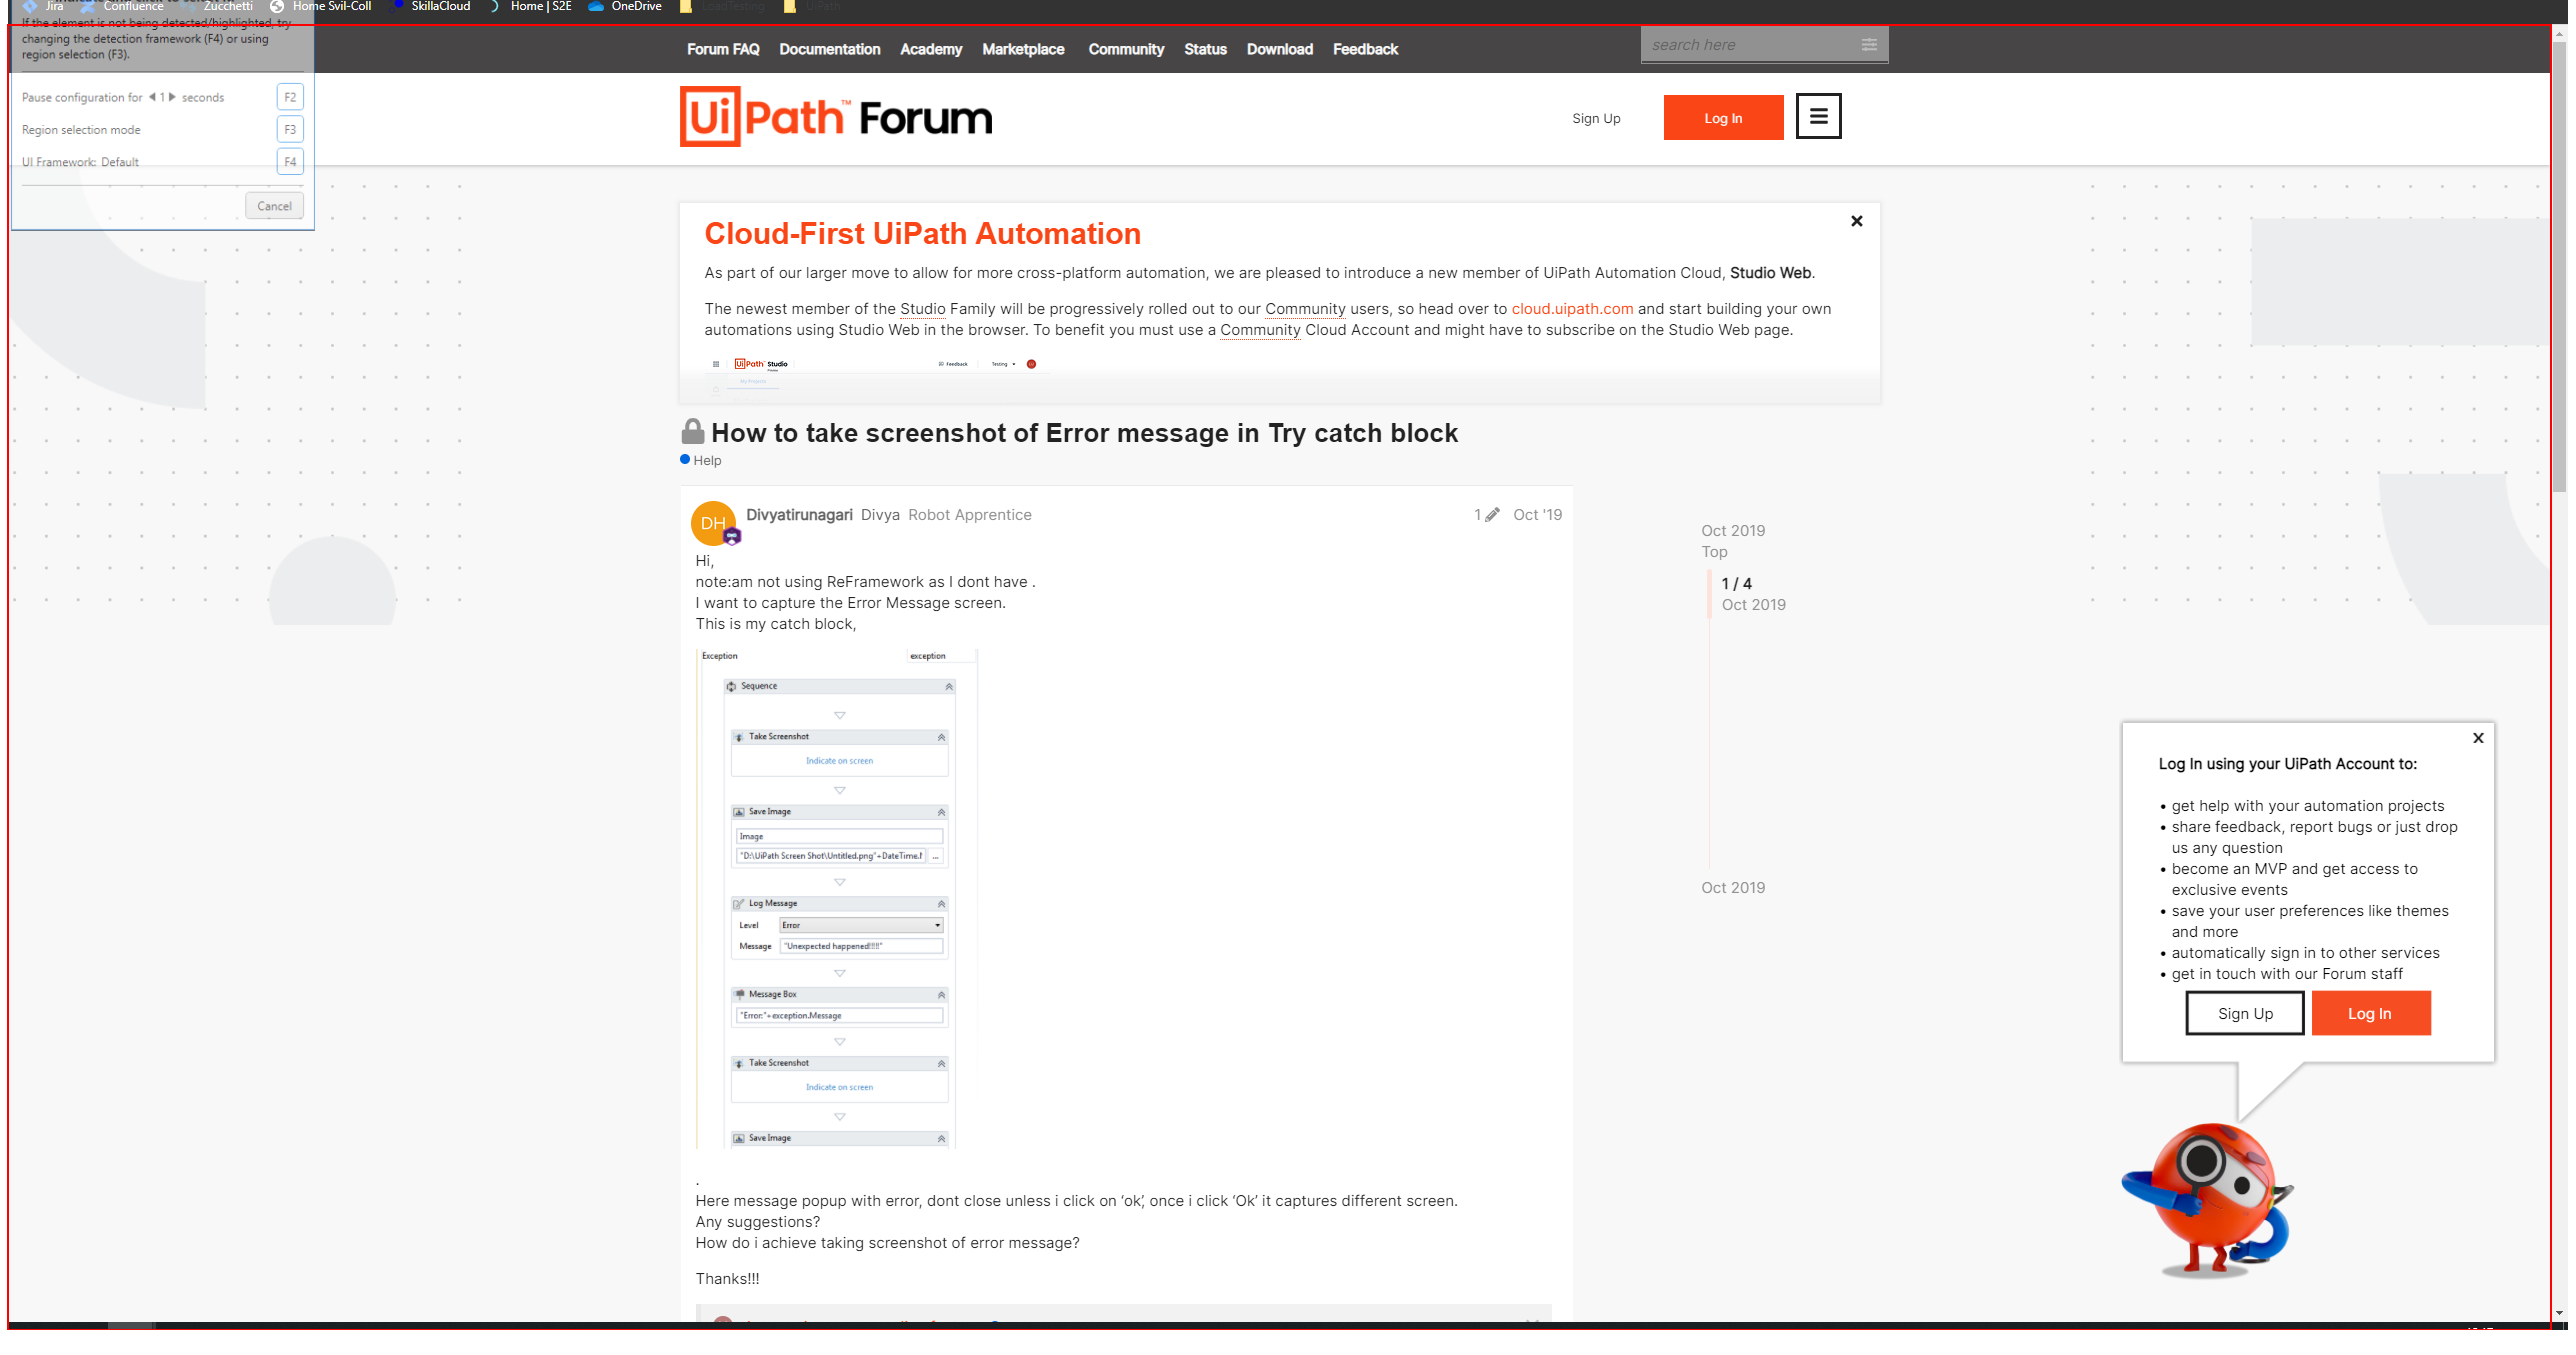 Jira Confluence Zucchetti Home Svil-Coll SkillaCloud Home | S2E OneDrive LoadTesting UiPath
If the element is not being detected/highlighted, try
changing the detection framework (F4) or using
region selection (F3).
Pause configuration for 1 seconds F2
Region selection mode F3
UI Framework: Default F4
Cancel
Forum FAQ Documentation Academy Marketplace Community Status Download Feedback
search here
UiPath™ Forum
Sign Up Log In
Cloud-First UiPath Automation
As part of our larger move to allow for more cross-platform automation, we are pleased to introduce a new member of UiPath Automation Cloud, Studio Web.
The newest member of the Studio Family will be progressively rolled out to our Community users, so head over to cloud.uipath.com and start building your own
automations using Studio Web in the browser. To benefit you must use a Community Cloud Account and might have to subscribe on the Studio Web page.
UiPath Studio Feedback Testing
My Projects
How to take screenshot of Error message in Try catch block
Help
DH Divyatirunagari Divya Robot Apprentice 1 Oct '19
Hi,
note:am not using ReFramework as I dont have .
I want to capture the Error Message screen.
This is my catch block,
Exception exception
Sequence
Take Screenshot
Indicate on screen
Save Image
Image
"D:\UiPath Screen Shot\Untitled.png"+DateTime.
...
Log Message
Level Error
Message "Unexpected happened!!!!!"
Message Box
"Error:"+exception.Message
Take Screenshot
Indicate on screen
Save Image
.
Here message popup with error, dont close unless i click on ‘ok’, once i click ‘Ok’ it captures different screen.
Any suggestions?
How do i achieve taking screenshot of error message?
Thanks!!!
Oct 2019
Top
1 / 4
Oct 2019
Oct 2019
x
Log In using your UiPath Account to:
• get help with your automation projects
• share feedback, report bugs or just drop
us any question
• become an MVP and get access to
exclusive events
• save your user preferences like themes
and more
• automatically sign in to other services
• get in touch with our Forum staff
Sign Up Log In